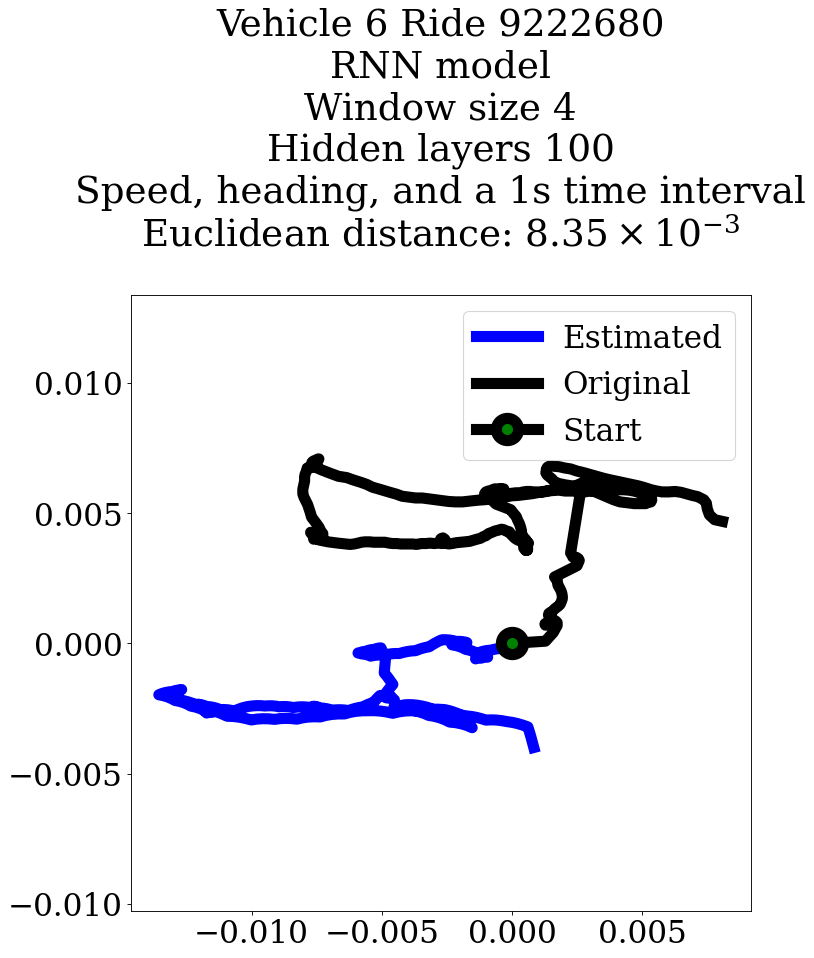 Vehicle 6 Ride 9222680
RNN model
Window size 4
Hidden layers 100
Speed, heading, and a 1s time interval
Euclidean distance: 8.35 × 10⁻³
Estimated
Original
Start
0.010
0.005
0.000
−0.005
−0.010
−0.010 −0.005 0.000 0.005